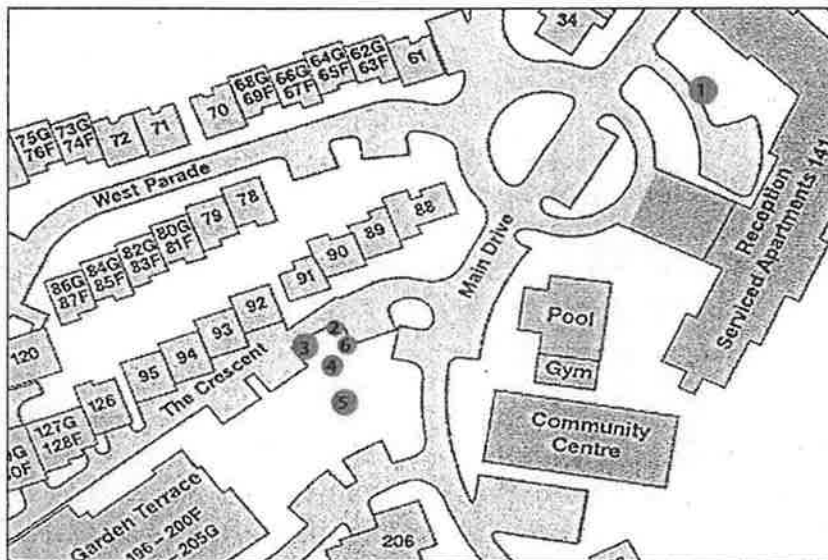 34
1
61
62G
63F
64G
65F
66G
67F
68G
69F
70
71
72
73G
74F
75G
76F
West Parade
78
79
80G
81F
82G
83F
84G
85F
86G
87F
88
89
90
91
92
93
94
95
The Crescent
Main Drive
Reception
Serviced Apartments 141
Pool
Gym
Community
Centre
2
3
6
4
5
120
126
127G
128F
Garden Terrace
196 – 200F
– 205G
206